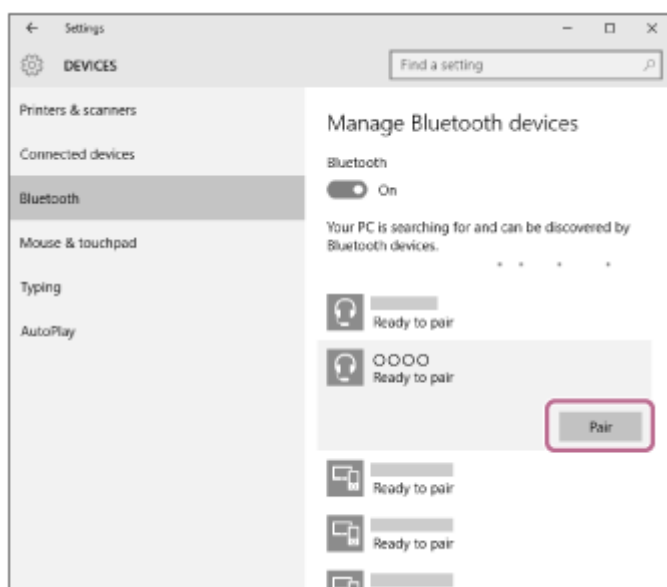 Settings
DEVICES
Find a setting
Printers & scanners
Connected devices
Bluetooth
Mouse & touchpad
Typing
AutoPlay
Manage Bluetooth devices
Bluetooth
On
Your PC is searching for and can be discovered by
Bluetooth devices.
Ready to pair
OOOO
Ready to pair
Pair
Ready to pair
Ready to pair